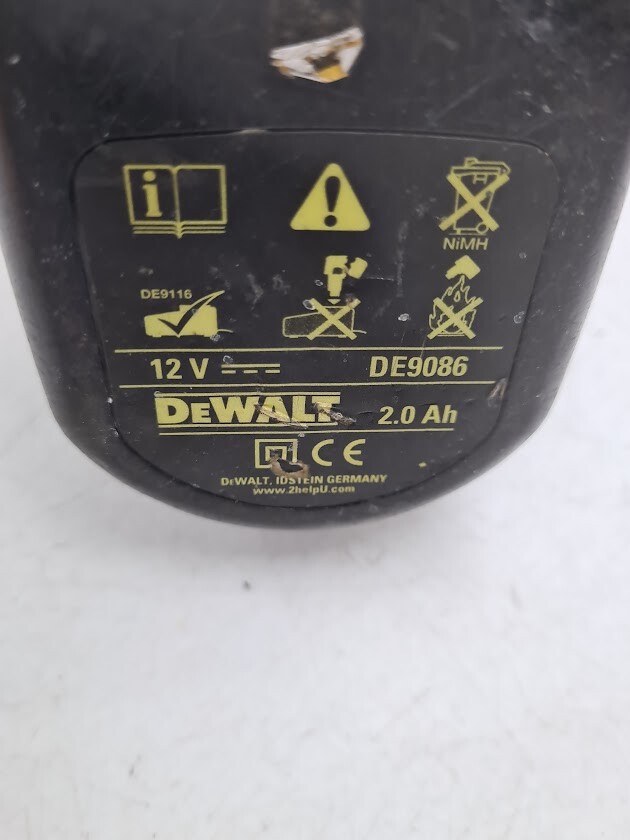 i
!
NiMH
DE9116
12 V DE9086
DEWALT 2.0 Ah
CE
DEWALT, IDSTEIN GERMANY
www.2helpU.com